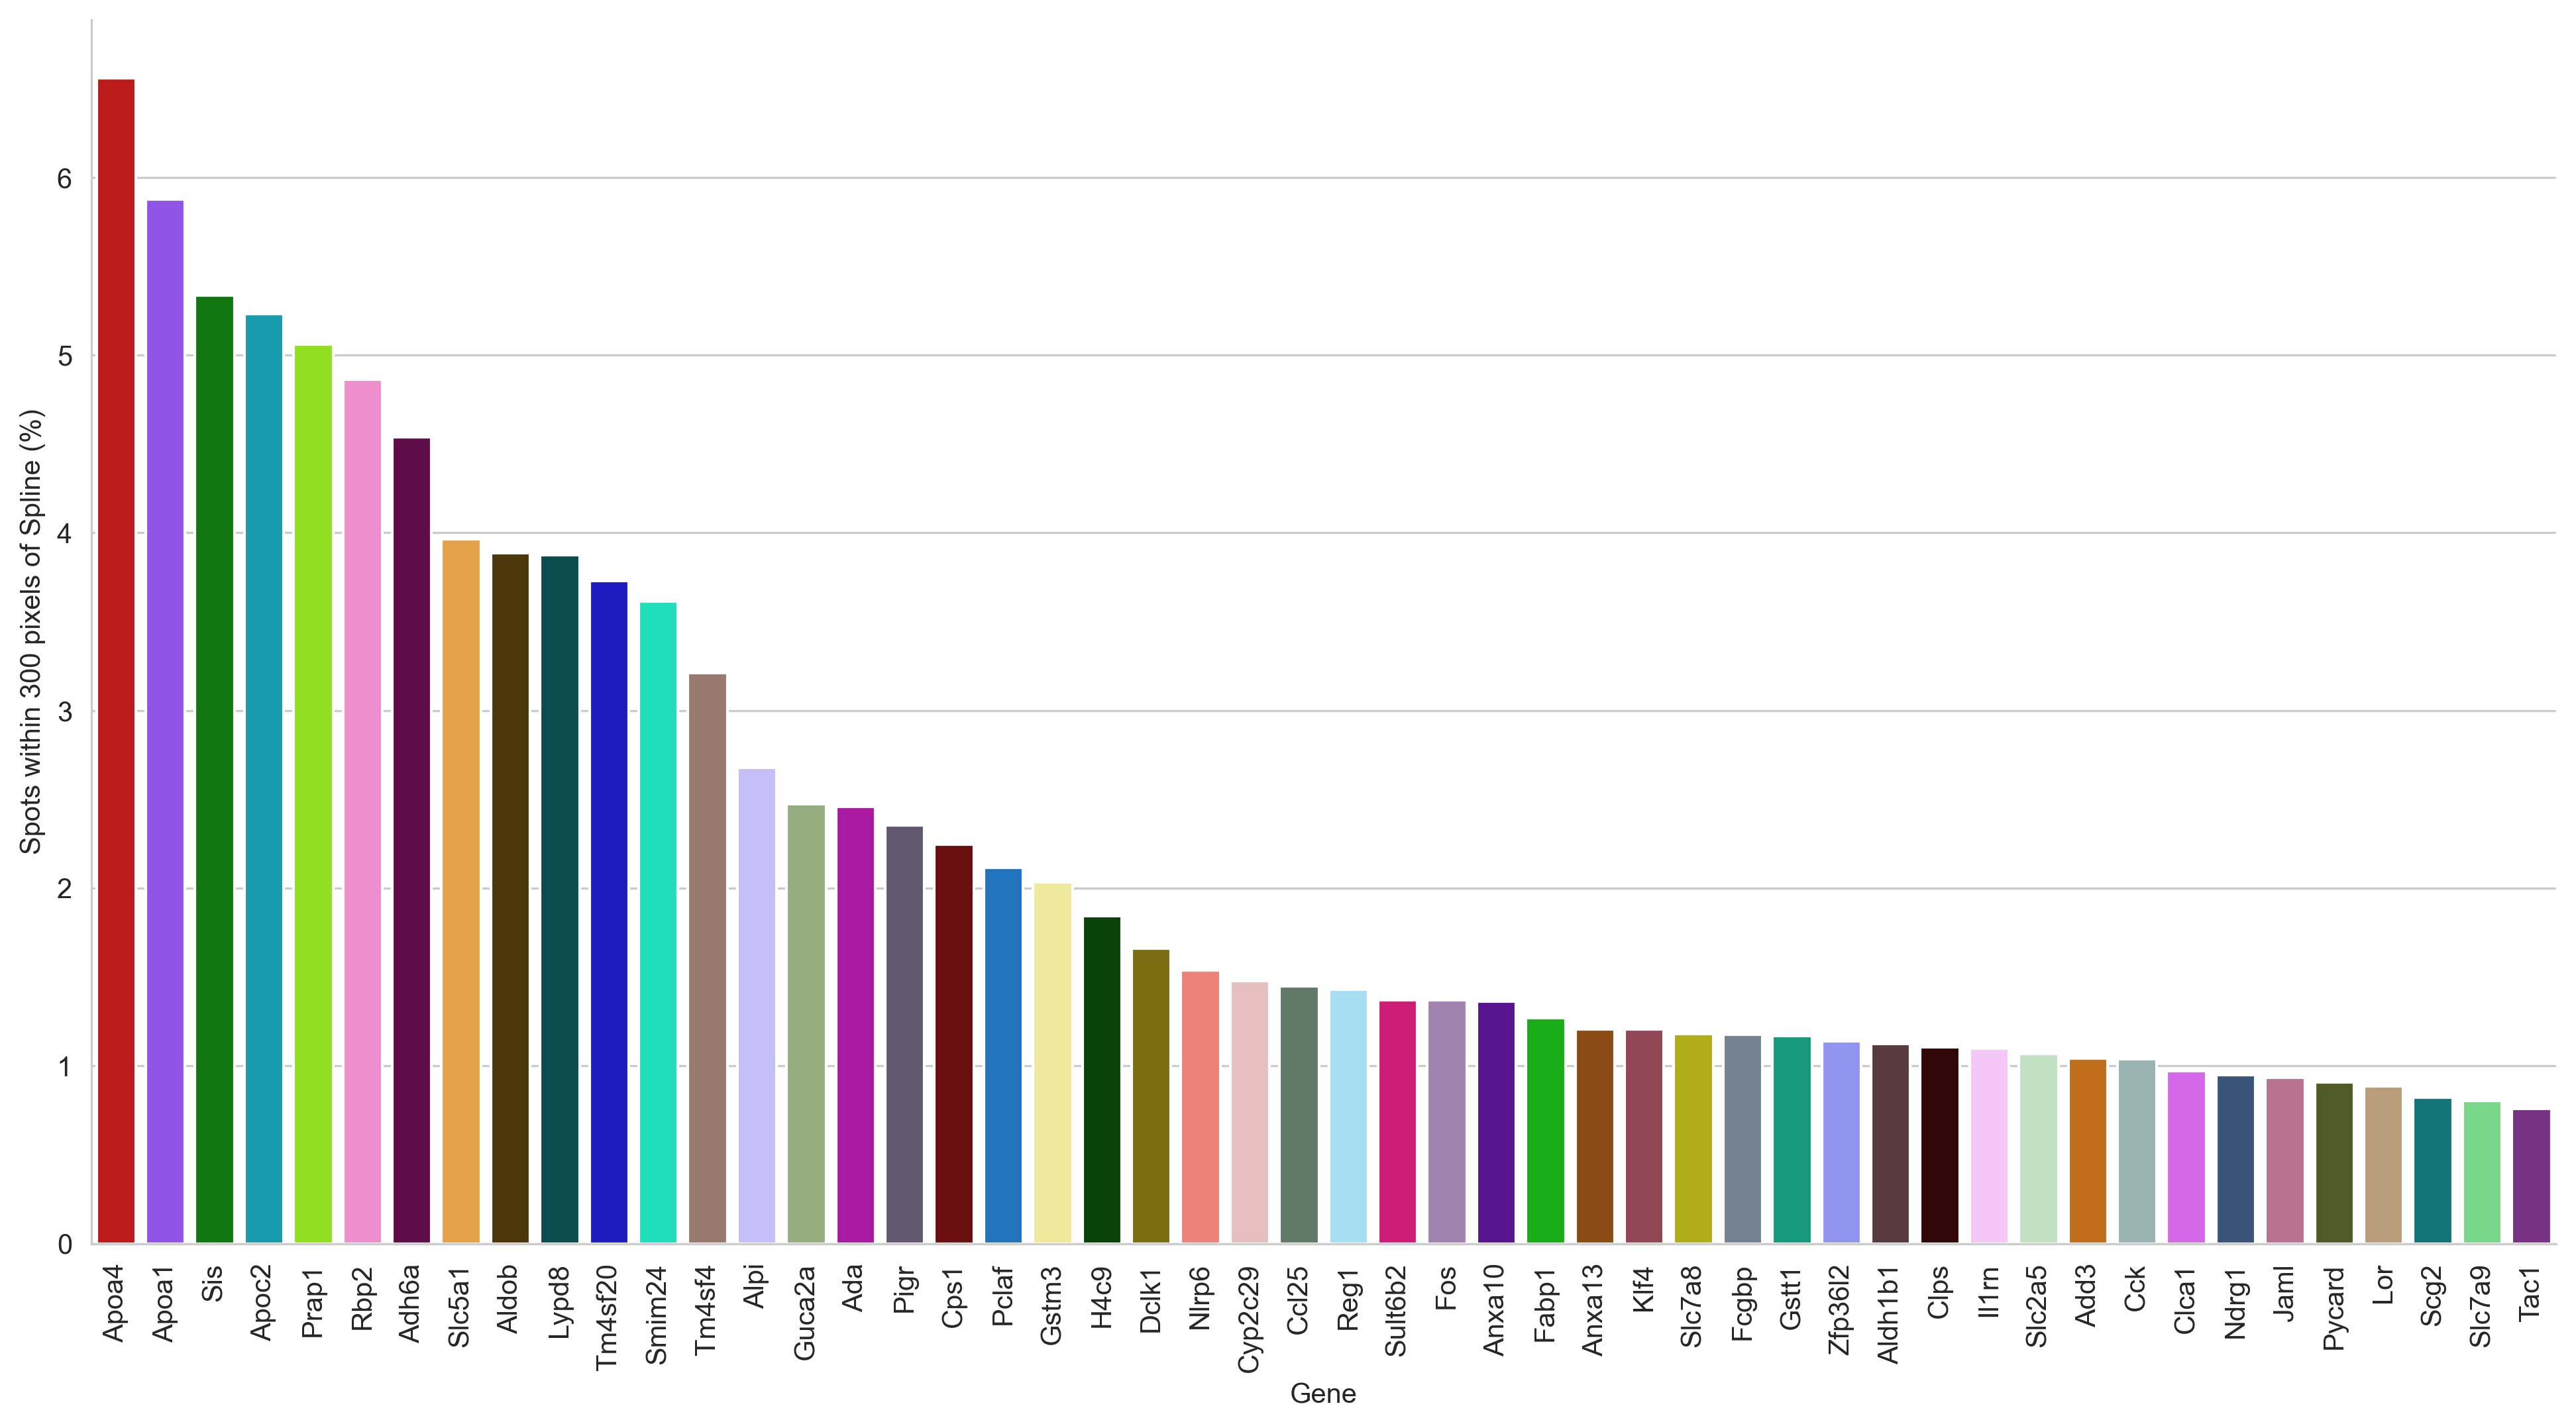 Spots within 300 pixels of Spline (%)
6
5
4
3
2
1
0
Apoa4
Apoa1
Sis
Apoc2
Prap1
Rbp2
Adh6a
Slc5a1
Aldob
Lypd8
Tm4sf20
Smim24
Tm4sf4
Alpi
Guca2a
Ada
Pigr
Cps1
Pclaf
Gstm3
H4c9
Dclk1
Nlrp6
Cyp2c29
Ccl25
Reg1
Sult6b2
Fos
Anxa10
Fabp1
Anxa13
Klf4
Slc7a8
Fcgbp
Gstt1
Zfp36l2
Aldh1b1
Clps
Il1rn
Slc2a5
Add3
Cck
Clca1
Ndrg1
Jaml
Pycard
Lor
Scg2
Slc7a9
Tac1
Gene